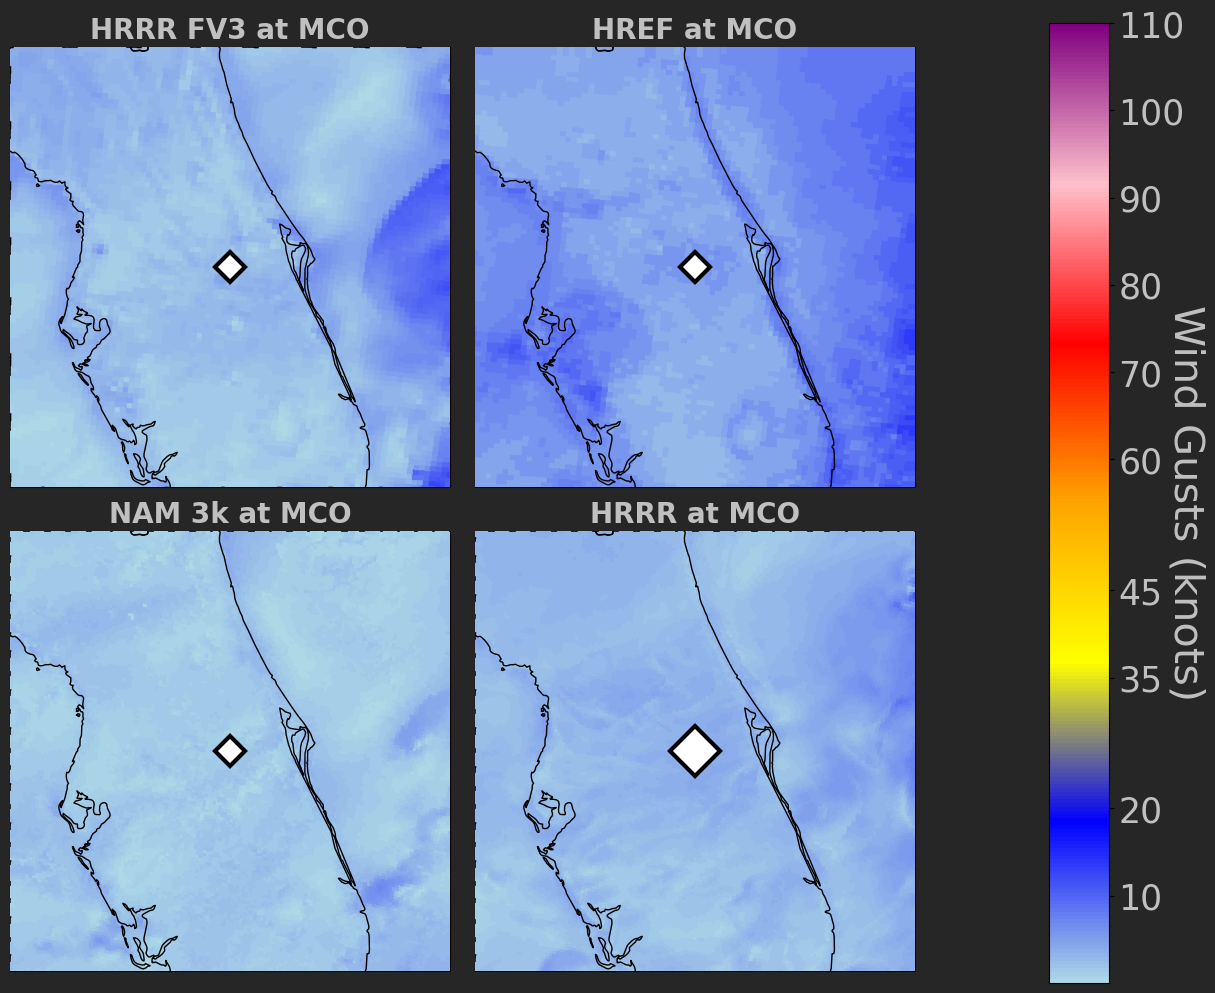 HRRR FV3 at MCO
HREF at MCO
NAM 3k at MCO
HRRR at MCO
110
100
90
80
70
60
45
35
20
10
Wind Gusts (knots)